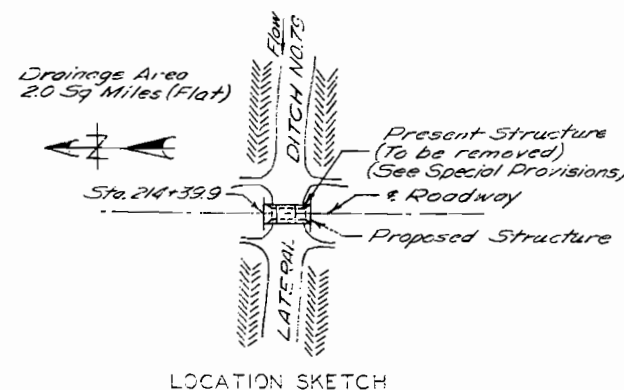 Flow
DITCH NO.79
Drainage Area
2.0 Sq Miles (Flat)
N
Present Structure
(To be removed)
(See Special Provisions)
Sta. 214+39.9
℄ Roadway
Proposed Structure
LATERAL
LOCATION SKETCH